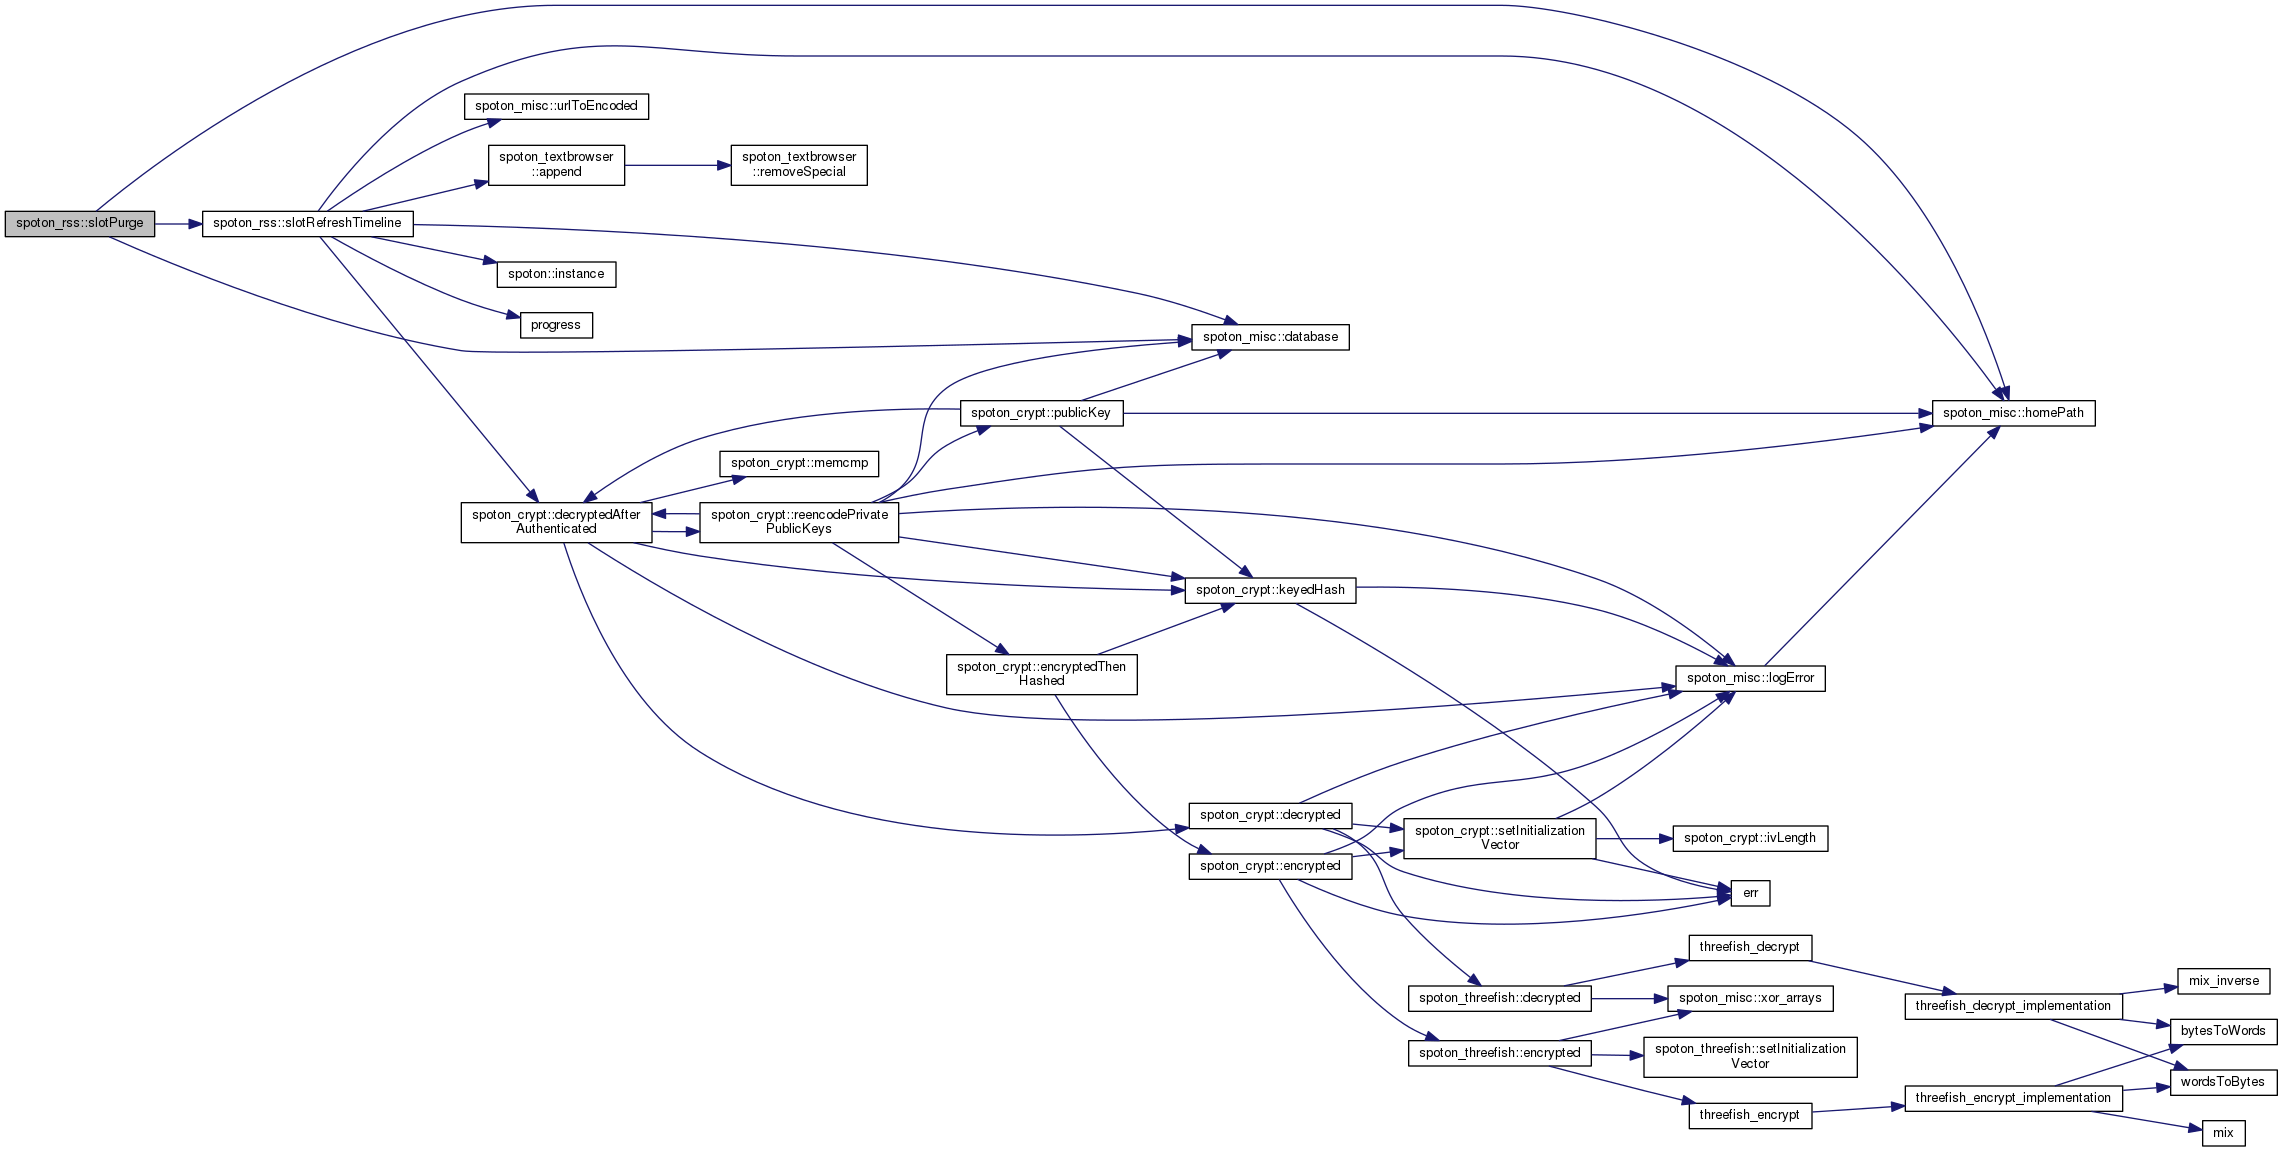 spoton_rss::slotPurge
spoton_rss::slotRefreshTimeline
spoton_misc::urlToEncoded
spoton_textbrowser
::append
spoton_textbrowser
::removeSpecial
spoton::instance
progress
spoton_misc::database
spoton_crypt::publicKey
spoton_misc::homePath
spoton_crypt::memcmp
spoton_crypt::decryptedAfter
Authenticated
spoton_crypt::reencodePrivate
PublicKeys
spoton_crypt::keyedHash
spoton_crypt::encryptedThen
Hashed
spoton_misc::logError
spoton_crypt::decrypted
spoton_crypt::encrypted
spoton_crypt::setInitialization
Vector
spoton_crypt::ivLength
err
threefish_decrypt
spoton_threefish::decrypted
spoton_misc::xor_arrays
threefish_decrypt_implementation
mix_inverse
bytesToWords
spoton_threefish::encrypted
spoton_threefish::setInitialization
Vector
wordsToBytes
threefish_encrypt
threefish_encrypt_implementation
mix